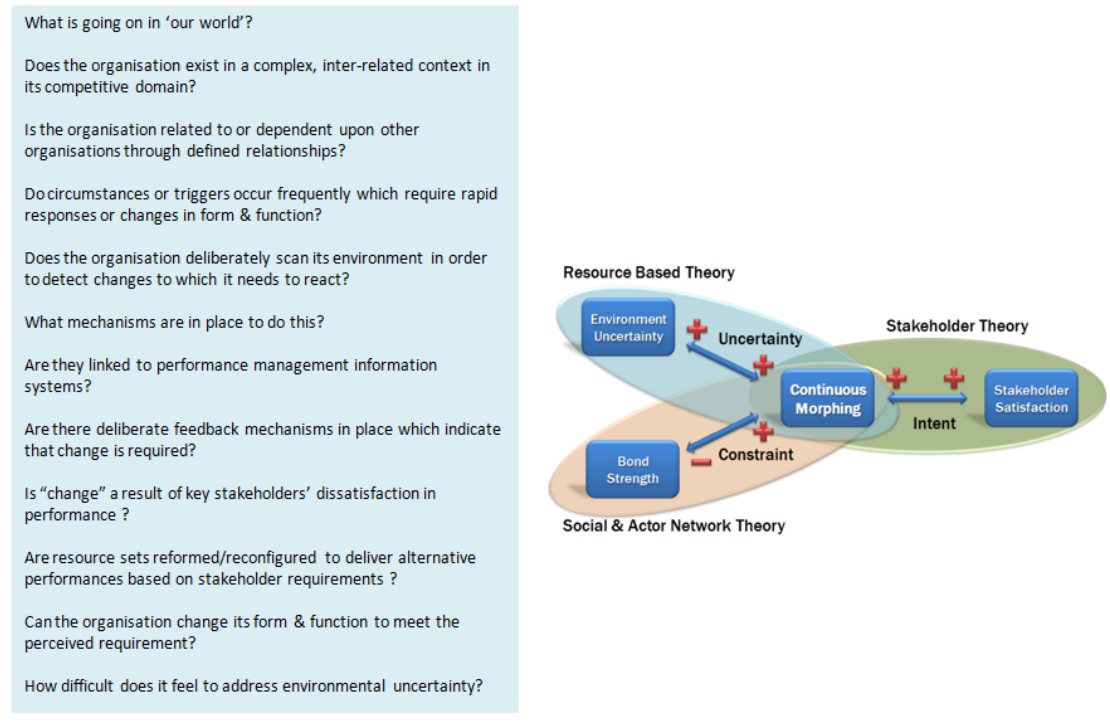 What is going on in ‘our world’?
Does the organisation exist in a complex, inter-related context in
its competitive domain?
Is the organisation related to or dependent upon other
organisations through defined relationships?
Do circumstances or triggers occur frequently which require rapid
responses or changes in form & function?
Does the organisation deliberately scan its environment in order
to detect changes to which it needs to react?
What mechanisms are in place to do this?
Are they linked to performance management information
systems?
Are there deliberate feedback mechanisms in place which indicate
that change is required?
Is “change” a result of key stakeholders’ dissatisfaction in
performance ?
Are resource sets reformed/reconfigured to deliver alternative
performances based on stakeholder requirements ?
Can the organisation change its form & function to meet the
perceived requirement?
How difficult does it feel to address environmental uncertainty?
Resource Based Theory
Environment
Uncertainty
Uncertainty
Stakeholder Theory
Continuous
Morphing
Stakeholder
Satisfaction
Intent
Bond
Strength
Constraint
Social & Actor Network Theory